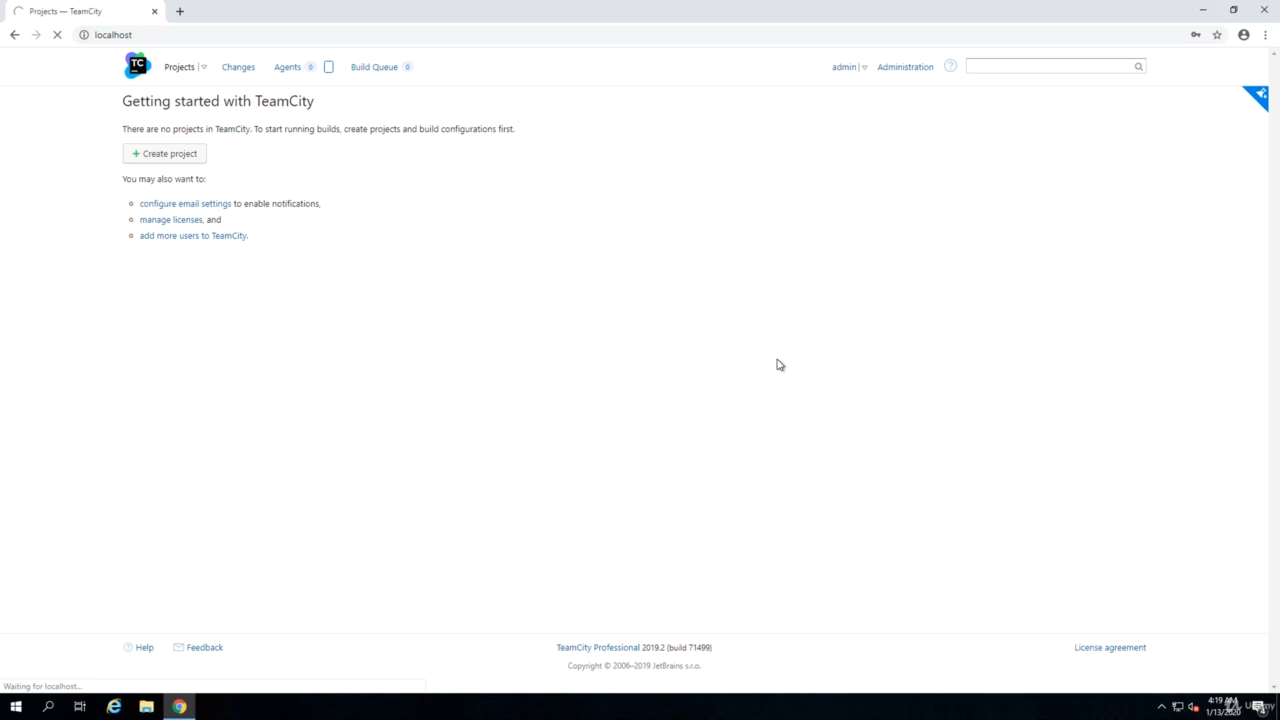 Projects — TeamCity
localhost
TC
Projects
Changes
Agents 0
Build Queue 0
admin
Administration
Getting started with TeamCity
There are no projects in TeamCity. To start running builds, create projects and build configurations first.
+ Create project
You may also want to:
configure email settings to enable notifications,
manage licenses, and
add more users to TeamCity.
Help
Feedback
TeamCity Professional 2019.2 (build 71499)
License agreement
Copyright © 2006–2019 JetBrains s.r.o.
Waiting for localhost...
4:19 AM
1/13/2020
Udemy
4